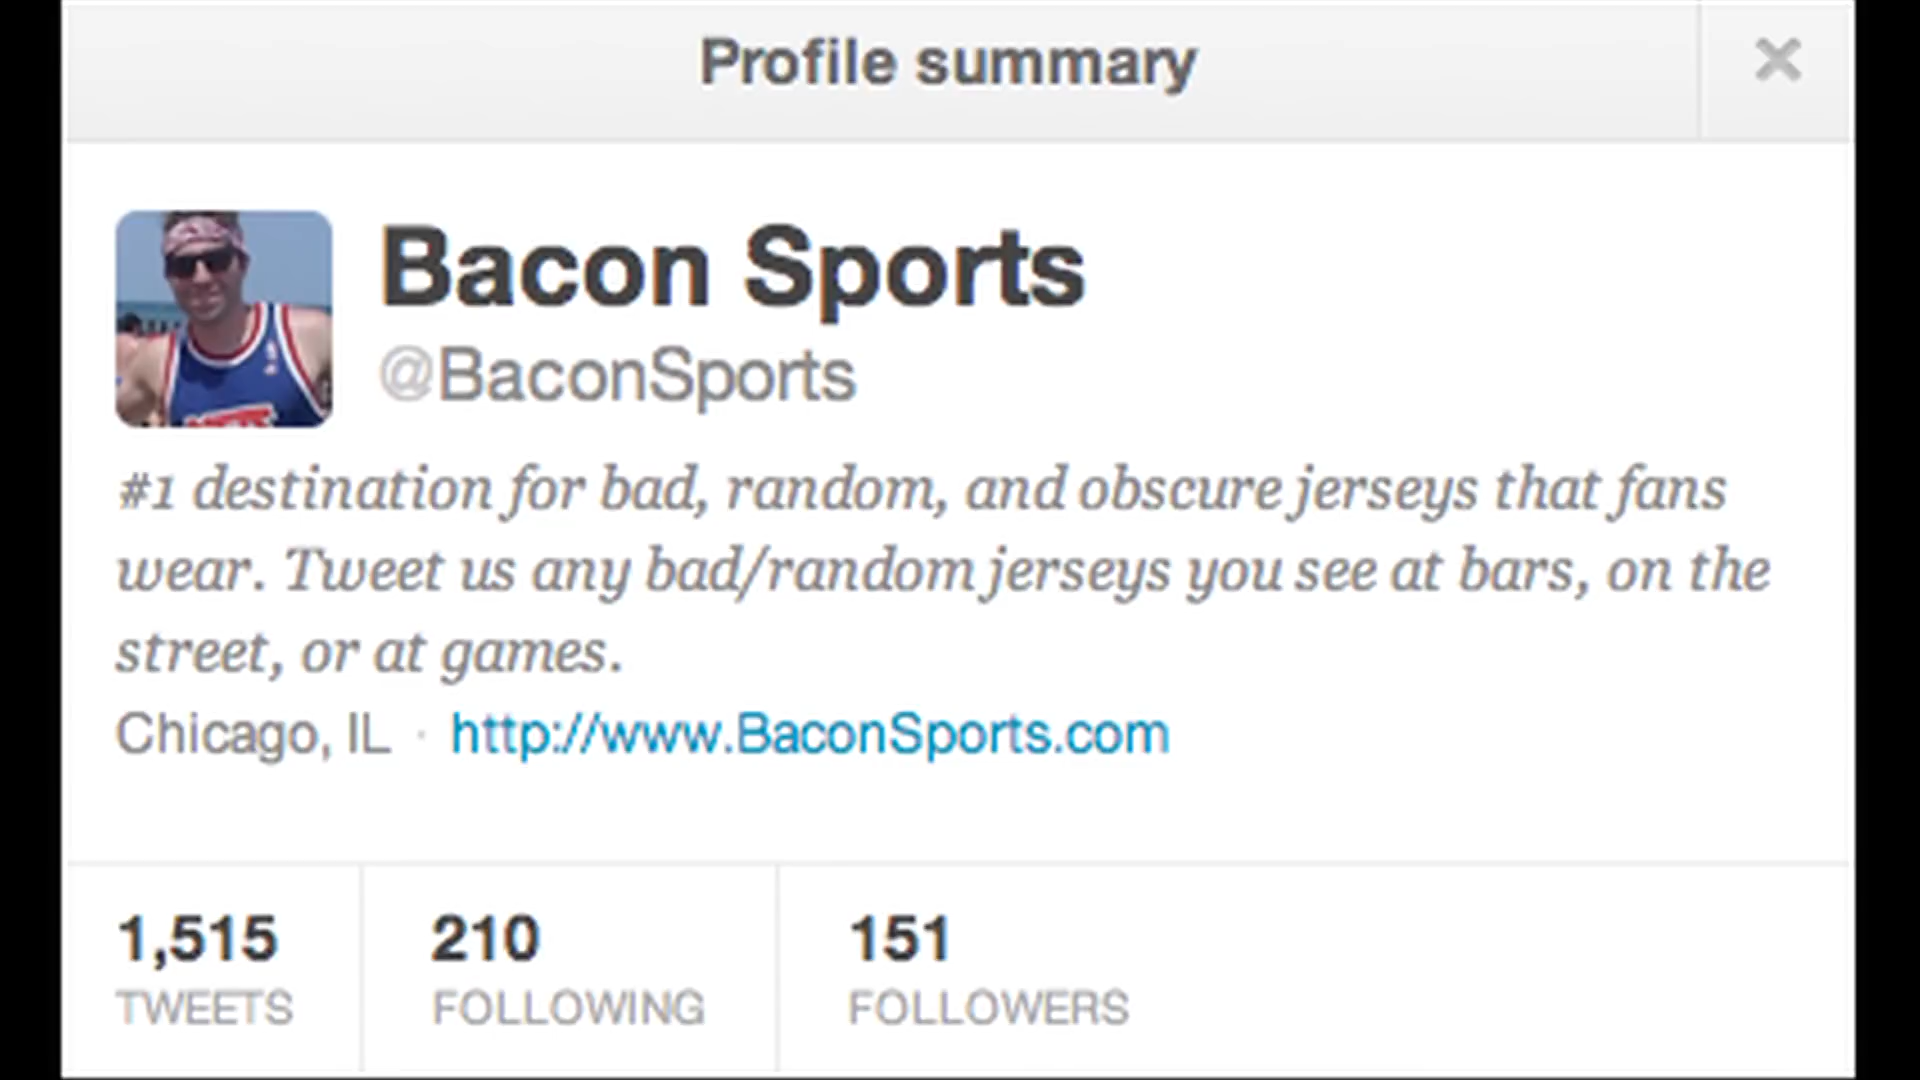 Profile summary
Bacon Sports
@BaconSports
#1 destination for bad, random, and obscure jerseys that fans
wear. Tweet us any bad/random jerseys you see at bars, on the
street, or at games.
Chicago, IL · http://www.BaconSports.com
1,515 210 151
TWEETS FOLLOWING FOLLOWERS